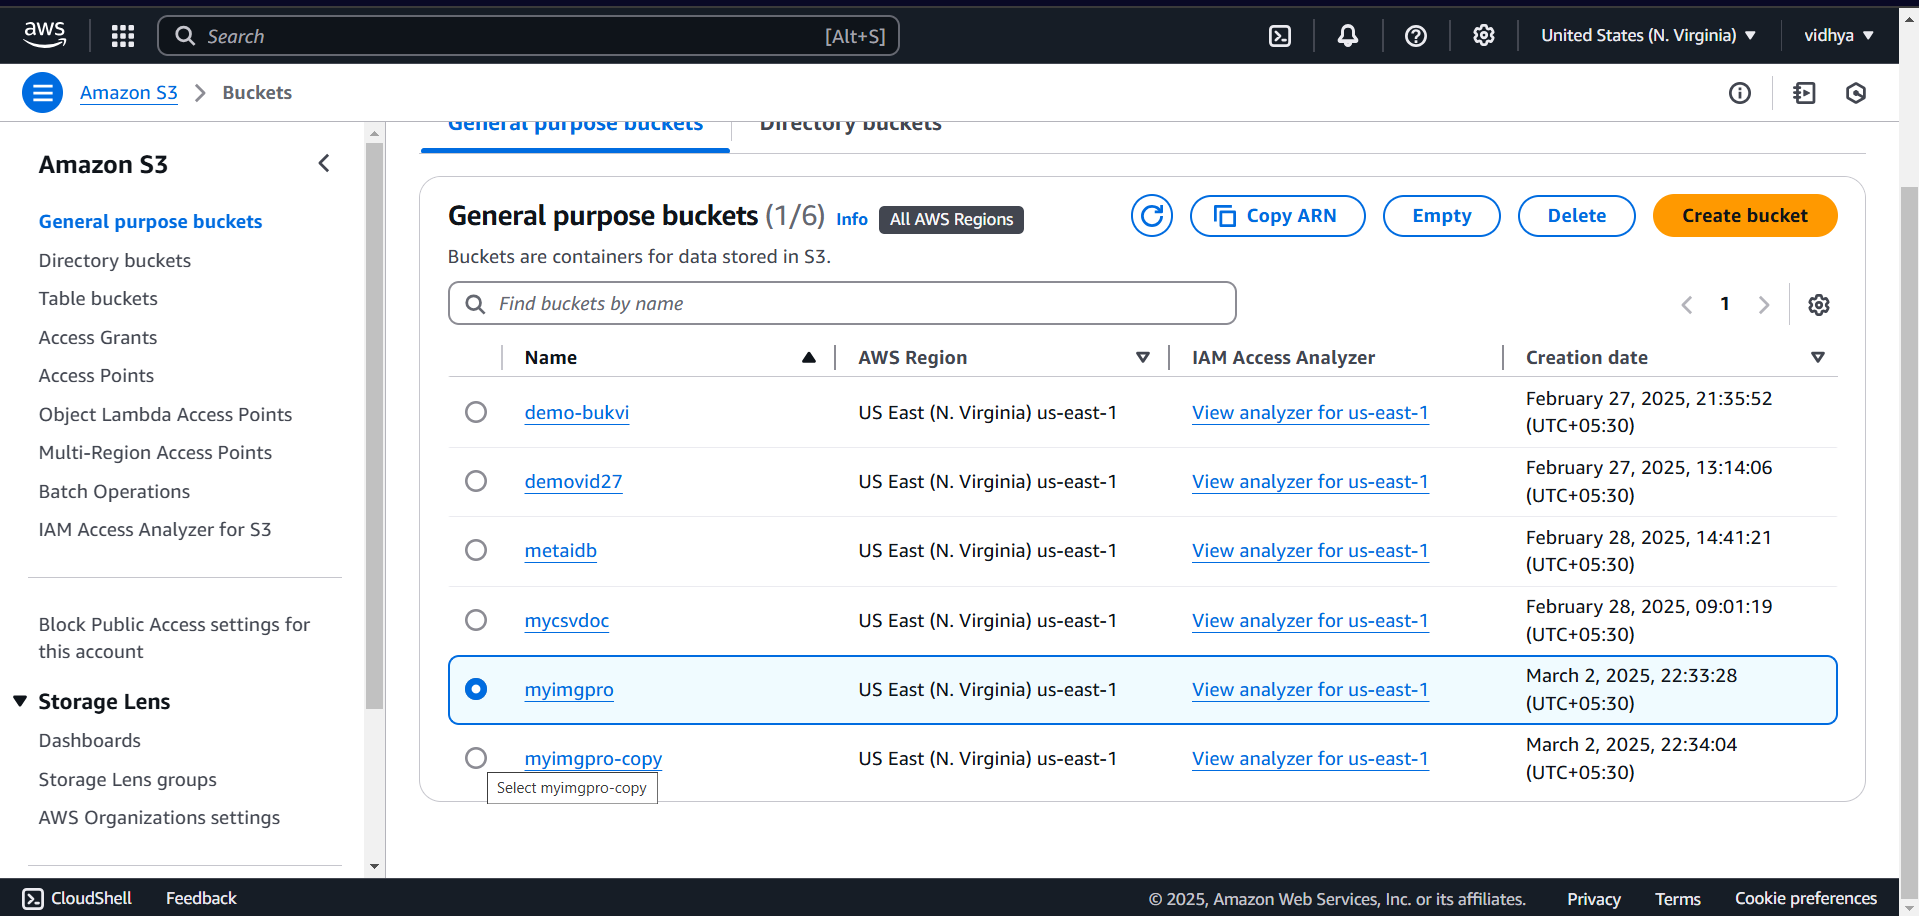 aws
Search [Alt+S]
United States (N. Virginia) ▼
vidhya ▼
Amazon S3 > Buckets
General purpose buckets
Directory buckets
Amazon S3
General purpose buckets
Directory buckets
Table buckets
Access Grants
Access Points
Object Lambda Access Points
Multi-Region Access Points
Batch Operations
IAM Access Analyzer for S3
Block Public Access settings for
this account
Storage Lens
Dashboards
Storage Lens groups
AWS Organizations settings
General purpose buckets (1/6) Info All AWS Regions
Copy ARN
Empty
Delete
Create bucket
Buckets are containers for data stored in S3.
Find buckets by name
1
Name AWS Region IAM Access Analyzer Creation date
demo-bukvi US East (N. Virginia) us-east-1 View analyzer for us-east-1 February 27, 2025, 21:35:52
(UTC+05:30)
demovid27 US East (N. Virginia) us-east-1 View analyzer for us-east-1 February 27, 2025, 13:14:06
(UTC+05:30)
metaidb US East (N. Virginia) us-east-1 View analyzer for us-east-1 February 28, 2025, 14:41:21
(UTC+05:30)
mycsvdoc US East (N. Virginia) us-east-1 View analyzer for us-east-1 February 28, 2025, 09:01:19
(UTC+05:30)
myimgpro US East (N. Virginia) us-east-1 View analyzer for us-east-1 March 2, 2025, 22:33:28
(UTC+05:30)
myimgpro-copy US East (N. Virginia) us-east-1 View analyzer for us-east-1 March 2, 2025, 22:34:04
(UTC+05:30)
Select myimgpro-copy
CloudShell Feedback
© 2025, Amazon Web Services, Inc. or its affiliates. Privacy Terms Cookie preferences